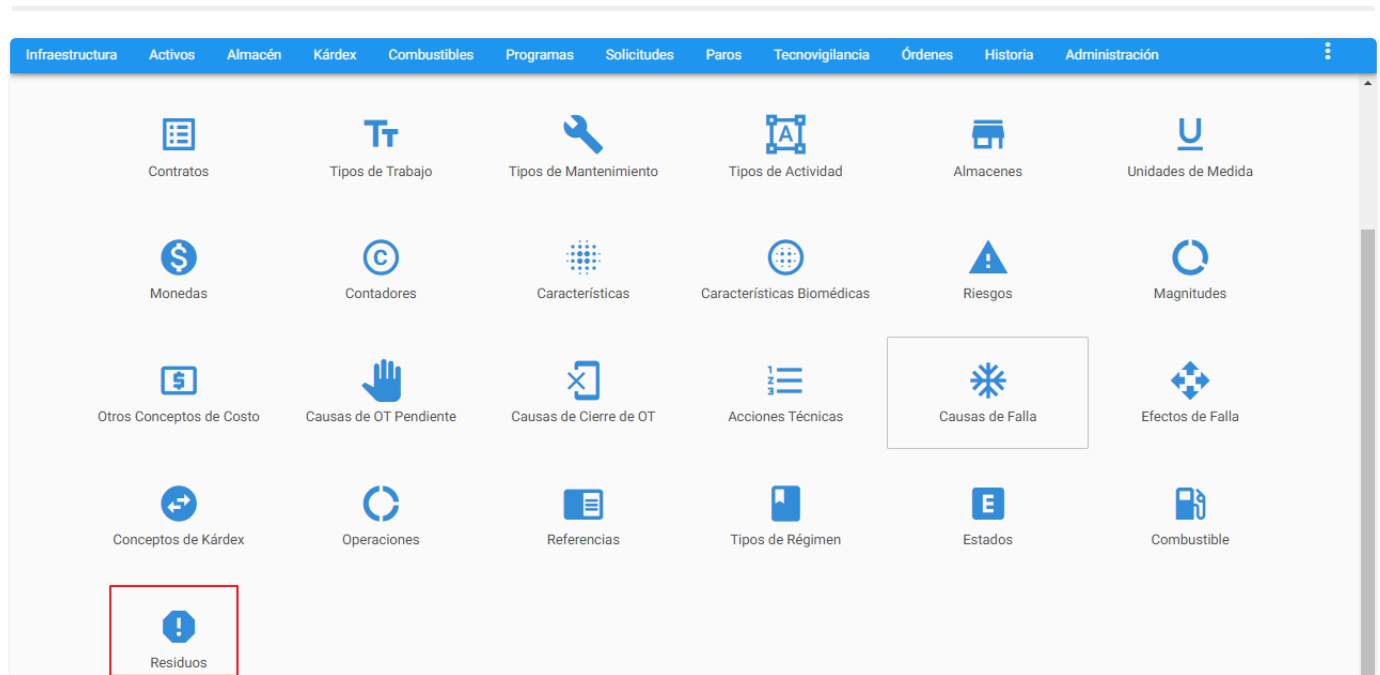 Infraestructura Activos Almacén Kárdex Combustibles Programas Solicitudes Paros Tecnovigilancia Órdenes Historia Administración
Contratos Tipos de Trabajo Tipos de Mantenimiento Tipos de Actividad Almacenes Unidades de Medida
Monedas Contadores Características Características Biomédicas Riesgos Magnitudes
Otros Conceptos de Costo Causas de OT Pendiente Causas de Cierre de OT Acciones Técnicas Causas de Falla Efectos de Falla
Conceptos de Kárdex Operaciones Referencias Tipos de Régimen Estados Combustible
Residuos